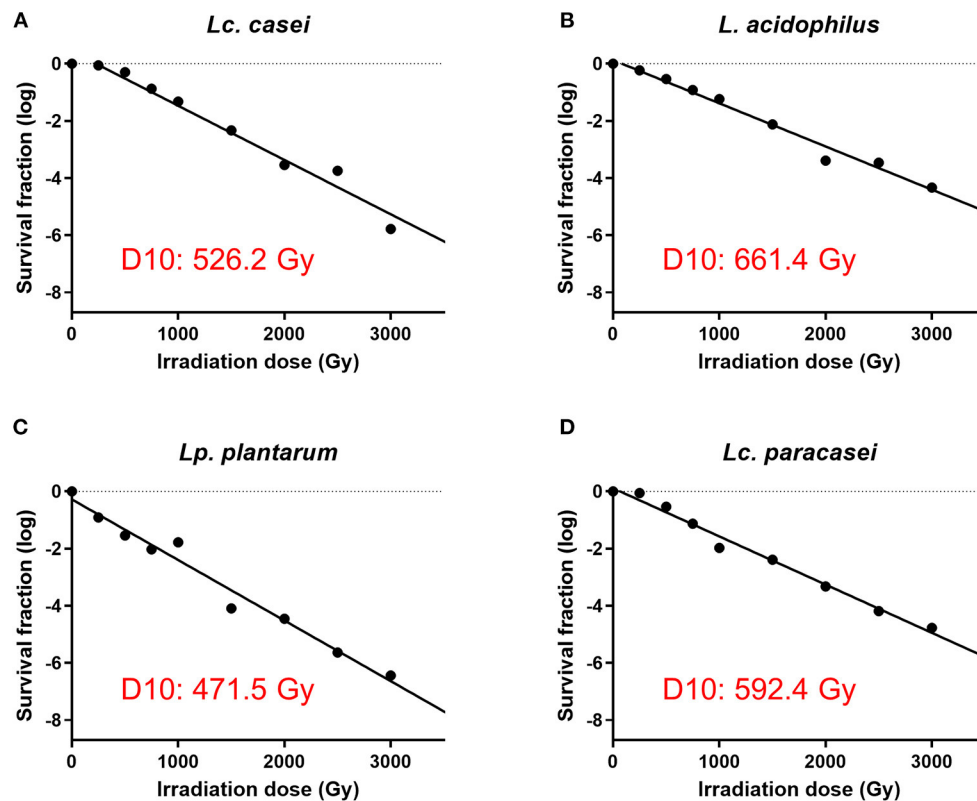 A
Lc. casei
Survival fraction (log)
0
-2
-4
-6
-8
D10: 526.2 Gy
0 1000 2000 3000
Irradiation dose (Gy)
B
L. acidophilus
Survival fraction (log)
0
-2
-4
-6
-8
D10: 661.4 Gy
0 1000 2000 3000
Irradiation dose (Gy)
C
Lp. plantarum
Survival fraction (log)
0
-2
-4
-6
-8
D10: 471.5 Gy
0 1000 2000 3000
Irradiation dose (Gy)
D
Lc. paracasei
Survival fraction (log)
0
-2
-4
-6
-8
D10: 592.4 Gy
0 1000 2000 3000
Irradiation dose (Gy)